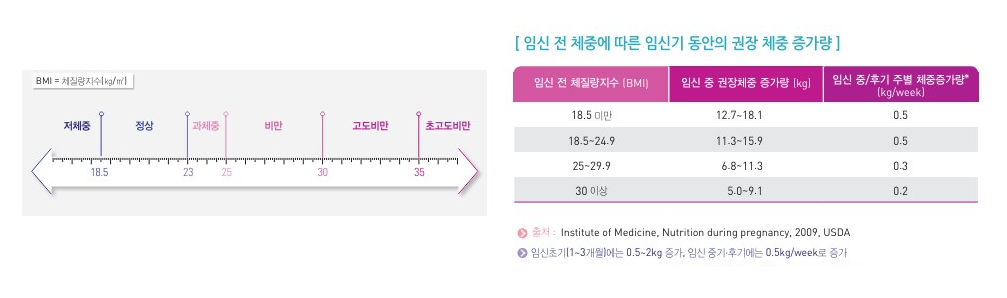 BMI = 체질량지수(kg/㎡)
저체중 정상 과체중 비만 고도비만 초고도비만
18.5 23 25 30 35
[ 임신 전 체중에 따른 임신기 동안의 권장 체중 증가량 ]
임신 전 체질량지수 (BMI) 임신 중 권장체중 증가량 (kg) 임신 중/후기 주별 체중증가량*
(kg/week)
18.5 미만 12.7~18.1 0.5
18.5~24.9 11.3~15.9 0.5
25~29.9 6.8~11.3 0.3
30 이상 5.0~9.1 0.2
출처 : Institute of Medicine, Nutrition during pregnancy, 2009, USDA
임신초기(1~3개월)에는 0.5~2kg 증가, 임신 중기·후기에는 0.5kg/week로 증가